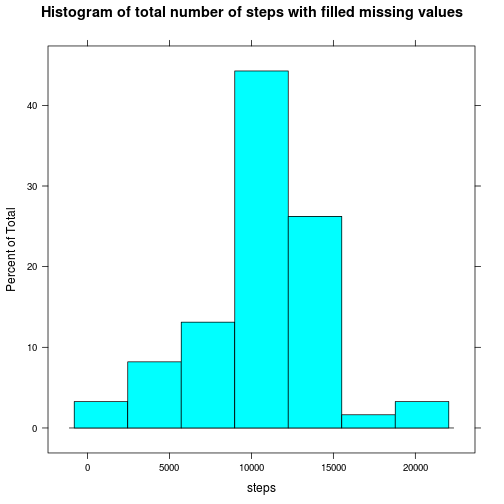 Histogram of total number of steps with filled missing values
Percent of Total
40
30
20
10
0
0 5000 10000 15000 20000
steps